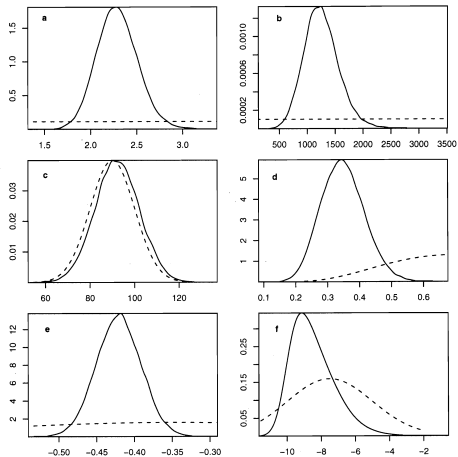 a
0.5 1.0 1.5
1.5 2.0 2.5 3.0
b
0.0002 0.0006 0.0010
500 1000 1500 2000 2500 3000 3500
c
0.01 0.02 0.03
60 80 100 120
d
1 2 3 4 5
0.1 0.2 0.3 0.4 0.5 0.6
e
2 4 6 8 10 12
-0.50 -0.45 -0.40 -0.35 -0.30
f
0.05 0.15 0.25
-10 -8 -6 -4 -2